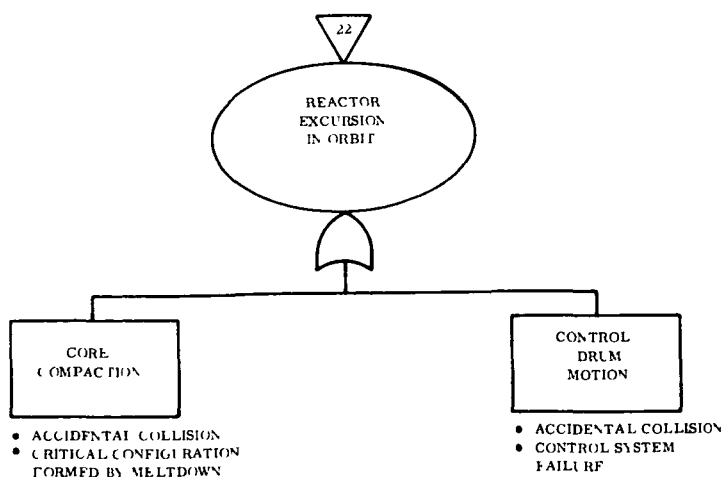 22
REACTOR
EXCURSION
IN ORBIT
CORE
COMPACTION
CONTROL
DRUM
MOTION
• ACCIDENTAL COLLISION
• CRITICAL CONFIGURATION
FORMED BY MELTDOWN
• ACCIDENTAL COLLISION
• CONTROL SYSTEM
FAILURE